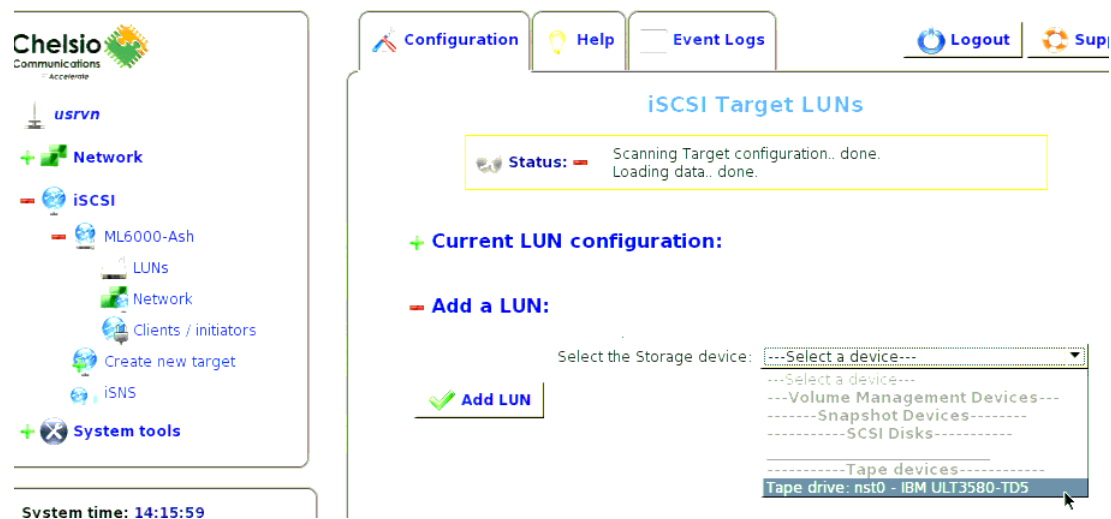 Chelsio
Communications
Accelerate
usrvn
Network
iSCSI
ML6000-Ash
LUNs
Network
Clients / initiators
Create new target
iSNS
System tools
System time: 14:15:59
Configuration
Help
Event Logs
Logout
Supp
iSCSI Target LUNs
Status:
Scanning Target configuration.. done.
Loading data.. done.
Current LUN configuration:
Add a LUN:
Select the Storage device: ---Select a device---
---Select a device---
---Volume Management Devices---
-------Snapshot Devices--------
-----------SCSI Disks-----------
-----------Tape devices------------
Tape drive: nst0 - IBM ULT3580-TD5
Add LUN